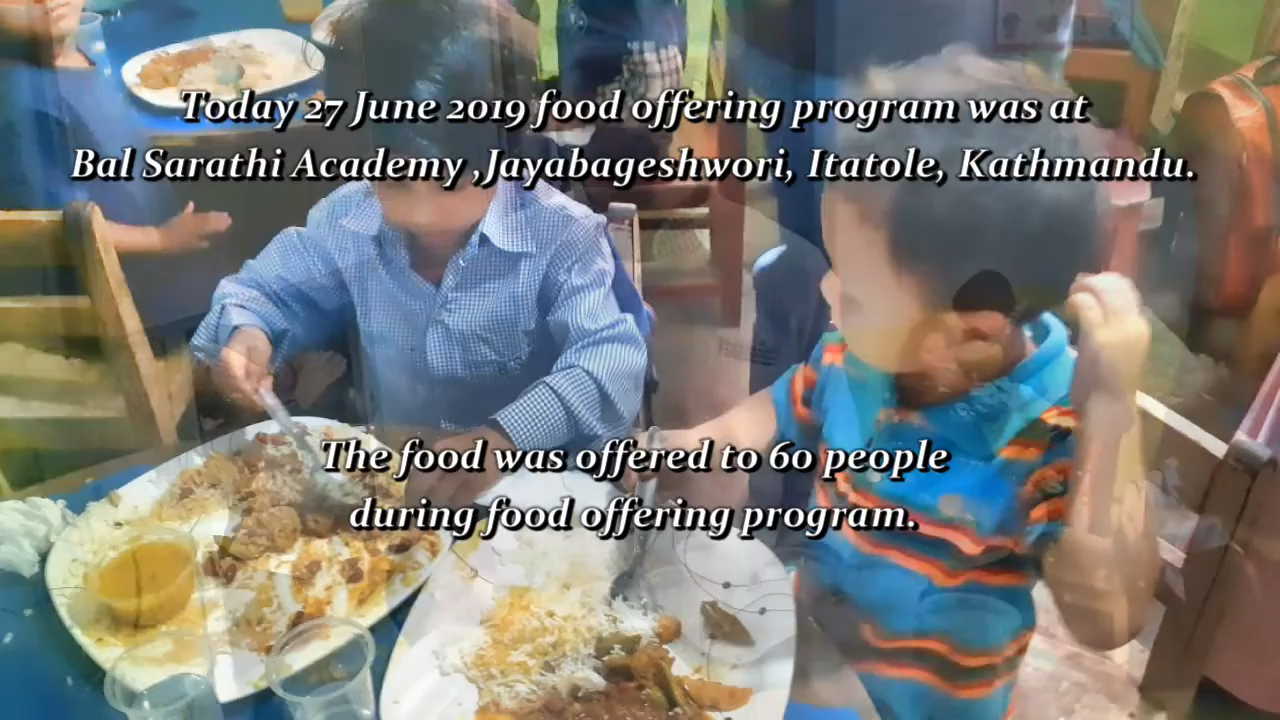 Today 27 June 2019 food offering program was at
Bal Sarathi Academy ,Jayabageshwori, Itatole, Kathmandu.
The food was offered to 60 people
during food offering program.